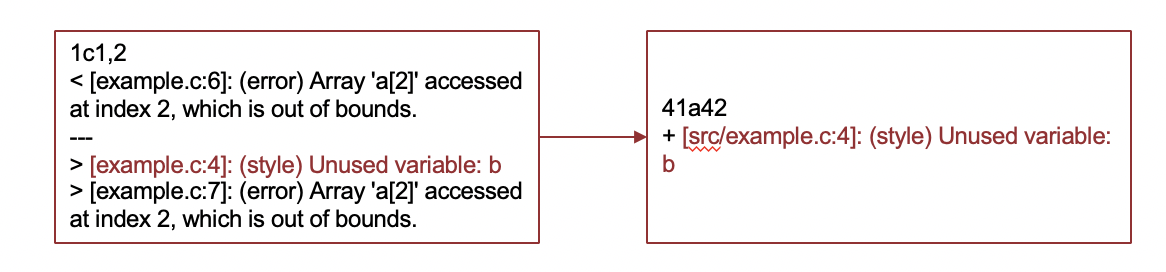 1c1,2
< [example.c:6]: (error) Array 'a[2]' accessed
at index 2, which is out of bounds.
---
> [example.c:4]: (style) Unused variable: b
> [example.c:7]: (error) Array 'a[2]' accessed
at index 2, which is out of bounds.
41a42
+ [src/example.c:4]: (style) Unused variable:
b